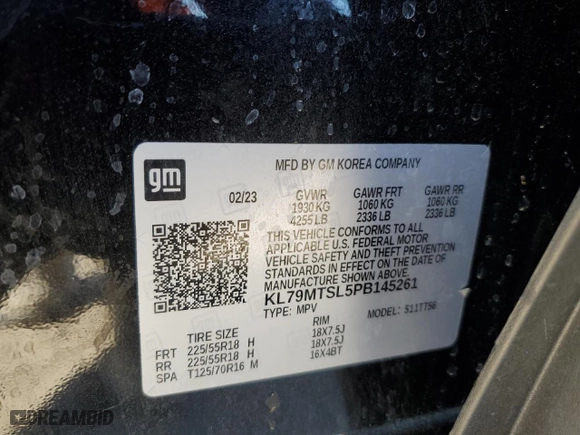 gm
MFD BY GM KOREA COMPANY
02/23 GVWR GAWR FRT GAWR RR
1930 KG 1060 KG 1060 KG
4255 LB 2336 LB 2336 LB
THIS VEHICLE CONFORMS TO ALL
APPLICABLE U.S. FEDERAL MOTOR
VEHICLE SAFETY AND THEFT PREVENTION
STANDARDS IN EFFECT ON THE DATE OF
MANUFACTURE SHOWN ABOVE.
KL79MTSL5PB145261
TYPE: MPV MODEL: 511TT56
TIRE SIZE RIM
FRT 225/55R18 H 18X7.5J
RR 225/55R18 H 18X7.5J
SPA T125/70R16 M 16X4BT
DREAMBID